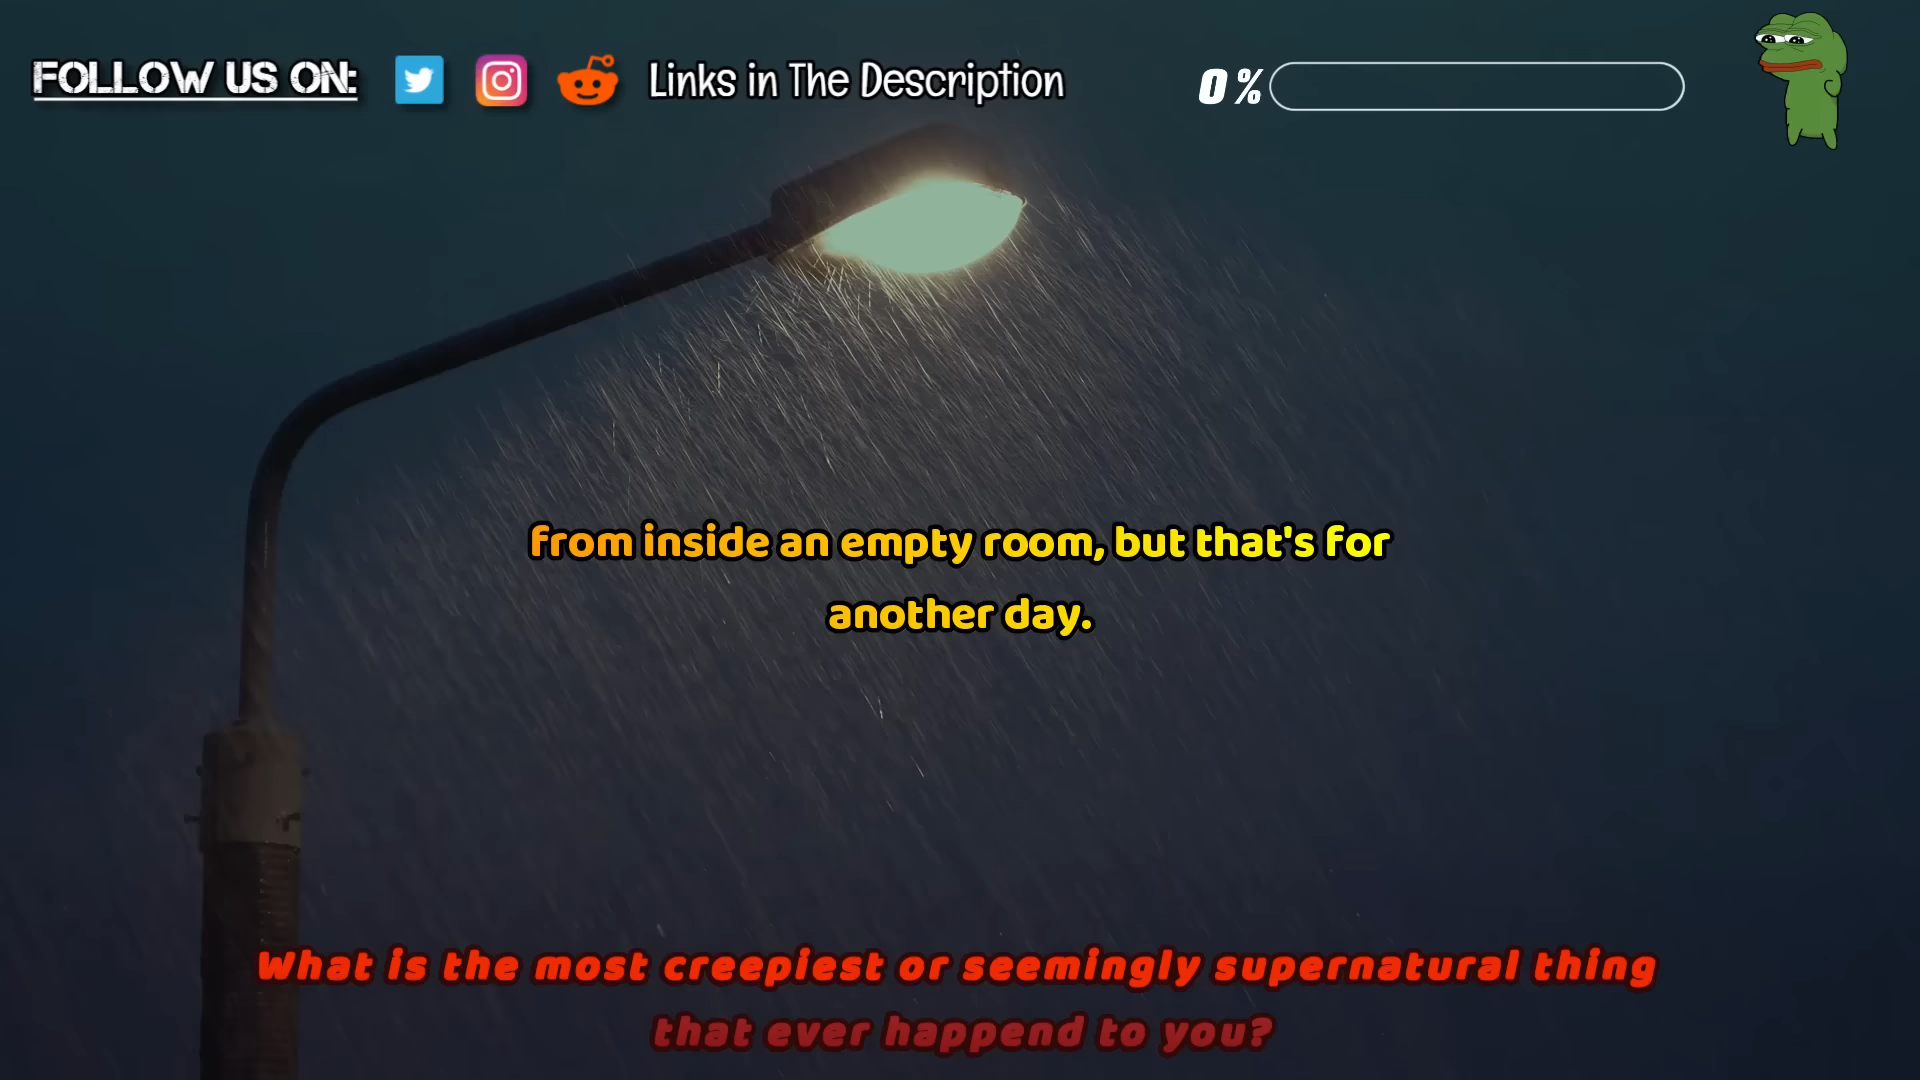 FOLLOW US ON: Links in The Description 0 %
from inside an empty room, but that's for
another day.
What is the most creepiest or seemingly supernatural thing
that ever happend to you?